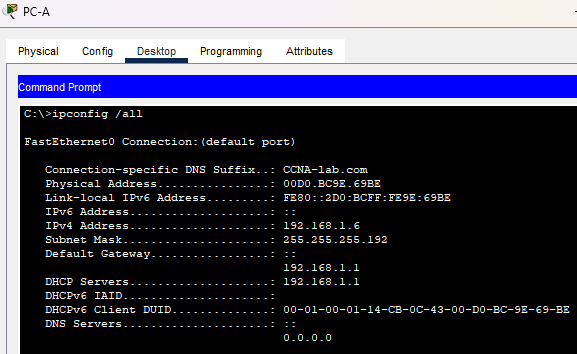 PC-A
Physical Config Desktop Programming Attributes
Command Prompt
C:\>ipconfig /all
FastEthernet0 Connection:(default port)
Connection-specific DNS Suffix..: CCNA-lab.com
Physical Address................: 00D0.BC9E.69BE
Link-local IPv6 Address.........: FE80::2D0:BCFF:FE9E:69BE
IPv6 Address....................: ::
IPv4 Address....................: 192.168.1.6
Subnet Mask.....................: 255.255.255.192
Default Gateway.................: ::
192.168.1.1
DHCP Servers....................: 192.168.1.1
DHCPv6 IAID.....................:
DHCPv6 Client DUID..............: 00-01-00-01-14-CB-0C-43-00-D0-BC-9E-69-BE
DNS Servers.....................: ::
0.0.0.0